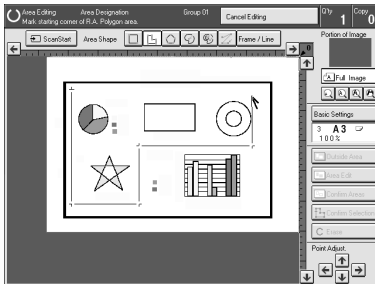 Area Editing Area Designation Group 01 Cancel Editing Q'ty 1 Copy 0
Mark starting corner of R.A. Polygon area.
ScanStart Area Shape Frame / Line
Portion of Image
Full Image
Basic Settings
3 A3
100%
Outside Area
Area Edit
Confirm Areas
Confirm Selection
Erase
Point Adjust.